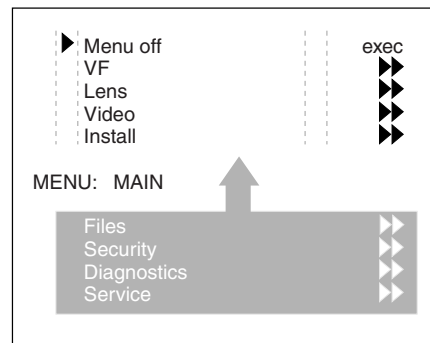 Menu off exec
VF
Lens
Video
Install
MENU: MAIN
Files
Security
Diagnostics
Service